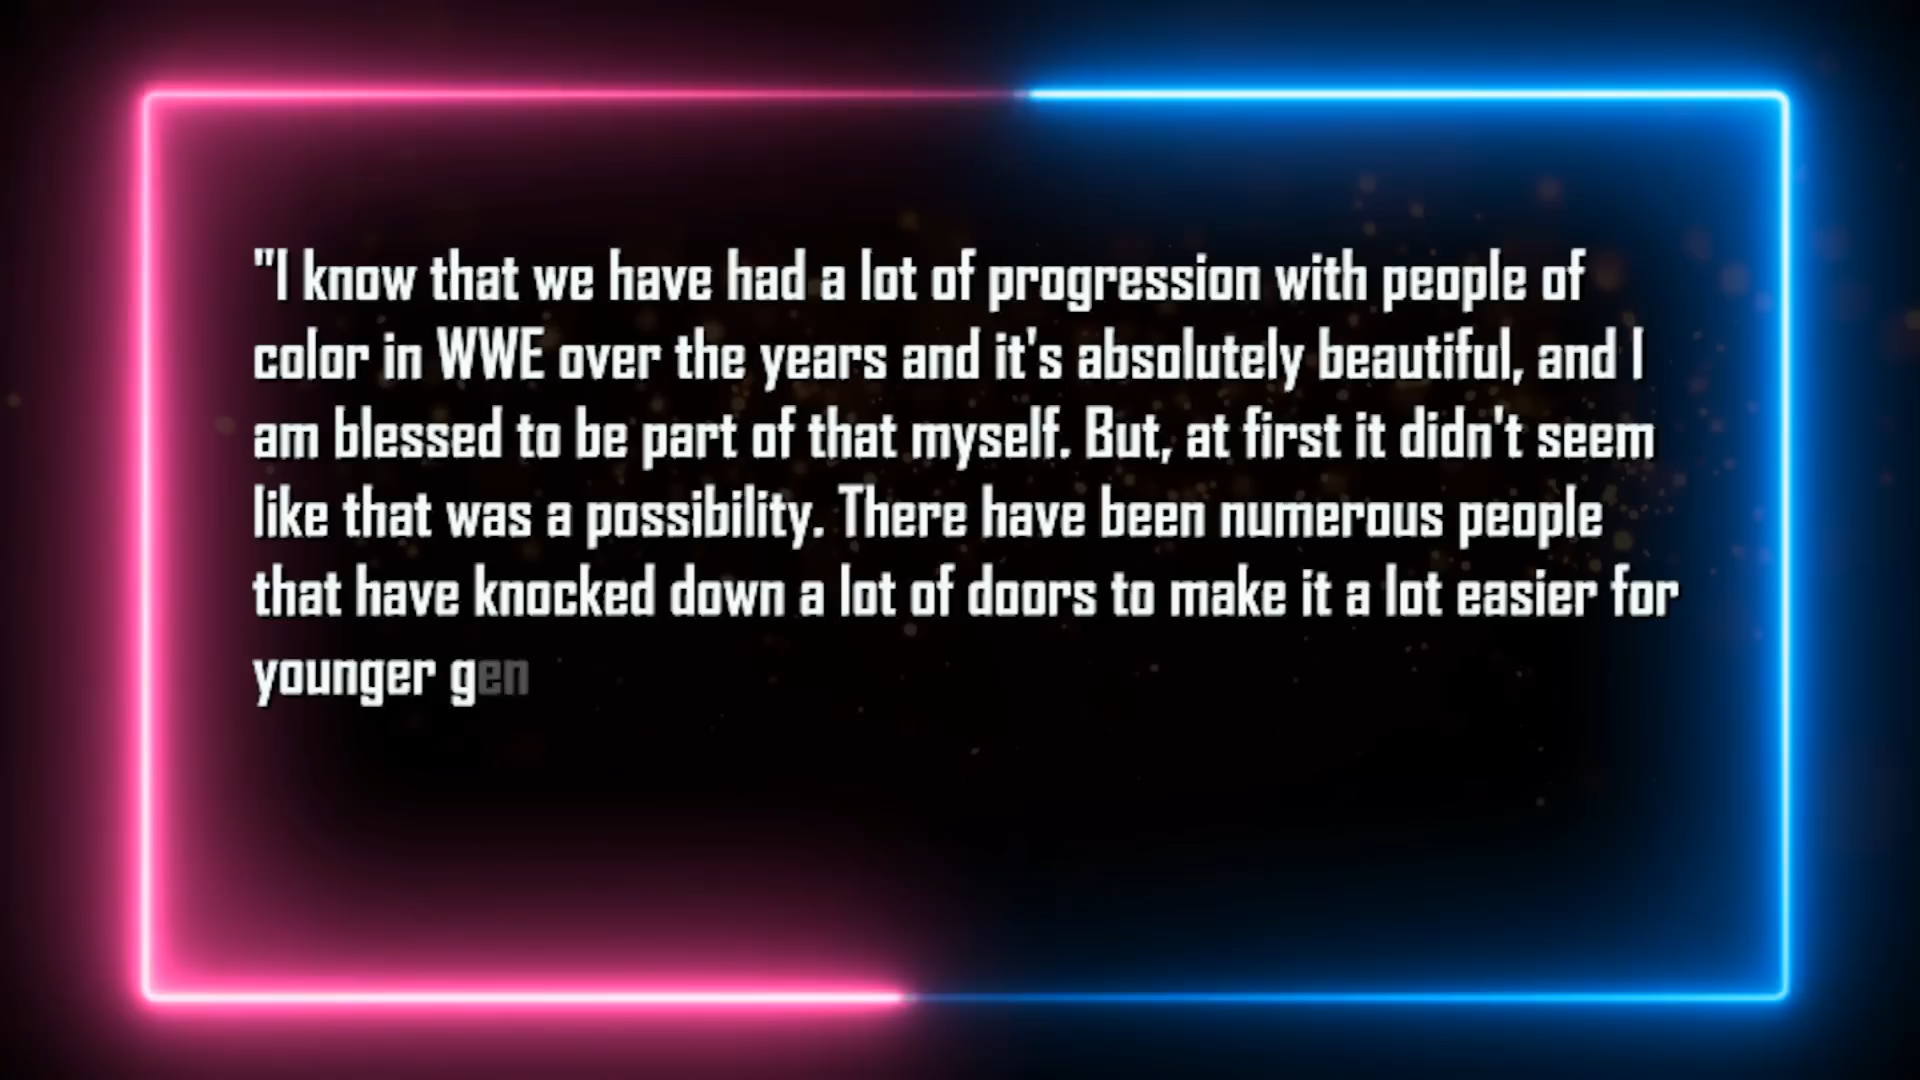 "I know that we have had a lot of progression with people of
color in WWE over the years and it's absolutely beautiful, and I
am blessed to be part of that myself. But, at first it didn't seem
like that was a possibility. There have been numerous people
that have knocked down a lot of doors to make it a lot easier for
younger gen